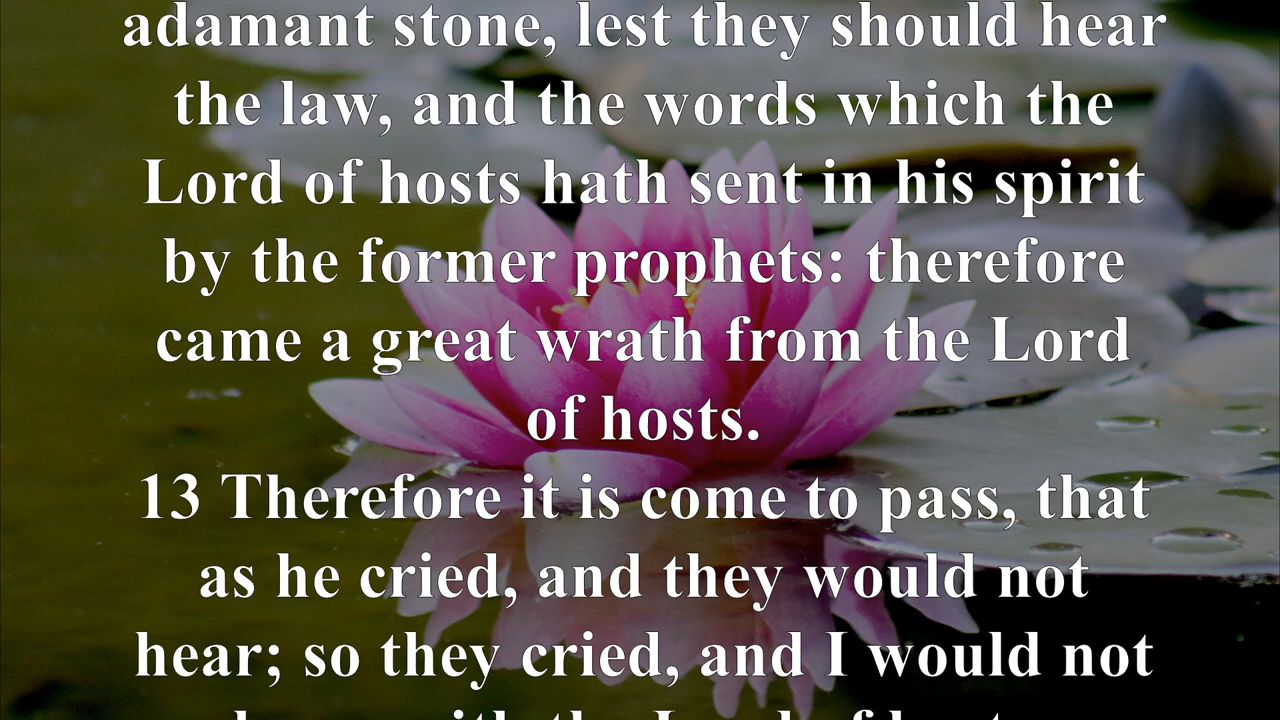 adamant stone, lest they should hear
the law, and the words which the
Lord of hosts hath sent in his spirit
by the former prophets: therefore
came a great wrath from the Lord
of hosts.
13 Therefore it is come to pass, that
as he cried, and they would not
hear; so they cried, and I would not